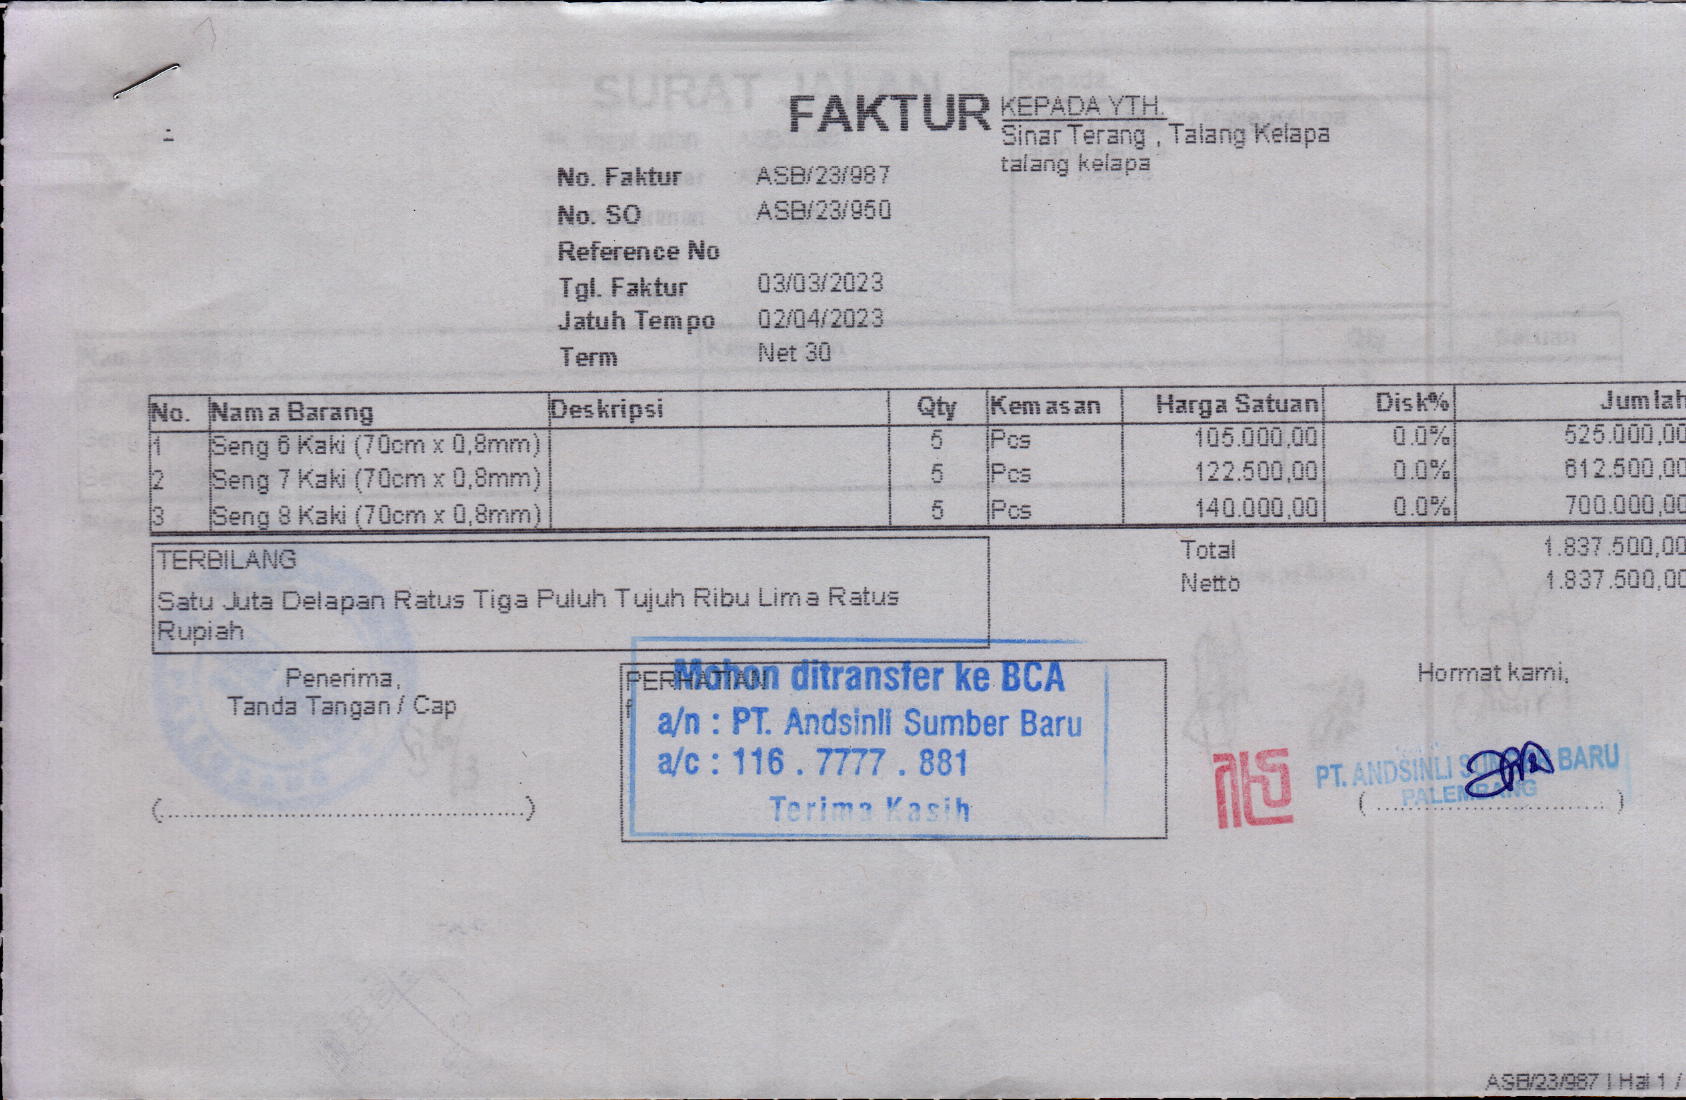 FAKTUR
KEPADA YTH.
Sinar Terang , Talang Kelapa
talang kelapa
No. Faktur ASB/23/987
No. SO ASB/23/950
Reference No
Tgl. Faktur 03/03/2023
Jatuh Tempo 02/04/2023
Term Net 30
No. Nama Barang Deskripsi Qty Kemasan Harga Satuan Disk% Jumlah
1 Seng 6 Kaki (70cm x 0,8mm) 5 Pcs 105.000,00 0.0% 525.000,00
2 Seng 7 Kaki (70cm x 0,8mm) 5 Pcs 122.500,00 0.0% 612.500,00
3 Seng 8 Kaki (70cm x 0,8mm) 5 Pcs 140.000,00 0.0% 700.000,00
TERBILANG
Satu Juta Delapan Ratus Tiga Puluh Tujuh Ribu Lima Ratus
Rupiah
Total 1.837.500,00
Netto 1.837.500,00
Penerima,
Tanda Tangan / Cap
PERHATIAN
f
Mohon ditransfer ke BCA
a/n : PT. Andsinli Sumber Baru
a/c : 116 . 7777 . 881
Terima Kasih
Hormat kami,
PT. ANDSINLI SUMBER BARU
PALEMBANG
ASB/23/987 | Hal 1 /
SURAT JALAN